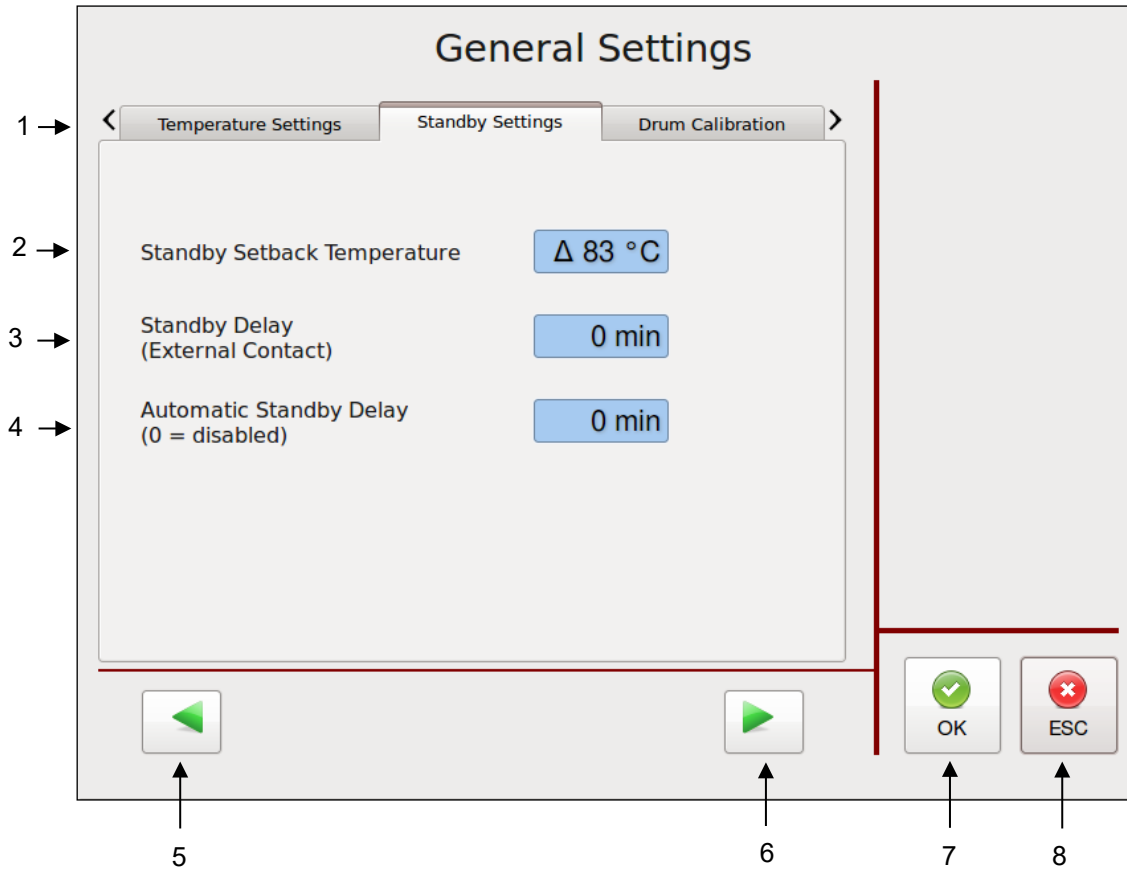 General Settings
1
Temperature Settings
Standby Settings
Drum Calibration
2
Standby Setback Temperature
Δ 83 °C
3
Standby Delay
(External Contact)
0 min
4
Automatic Standby Delay
(0 = disabled)
0 min
OK
ESC
5
6
7
8